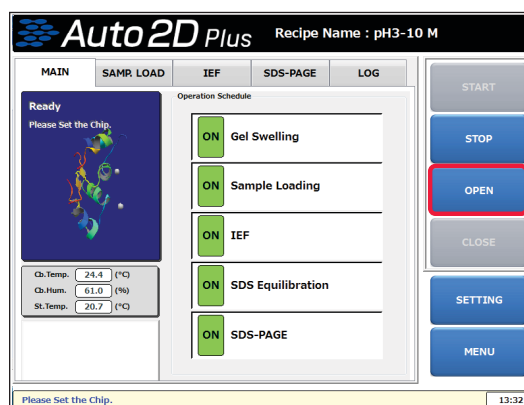 Auto2D Plus
Recipe Name : pH3-10 M
MAIN
SAMP. LOAD
IEF
SDS-PAGE
LOG
Ready
Please Set the Chip.
Cb.Temp. 24.4 (°C)
Cb.Hum. 61.0 (%)
St.Temp. 20.7 (°C)
Operation Schedule
ON Gel Swelling
ON Sample Loading
ON IEF
ON SDS Equilibration
ON SDS-PAGE
START
STOP
OPEN
CLOSE
SETTING
MENU
Please Set the Chip.
13:32